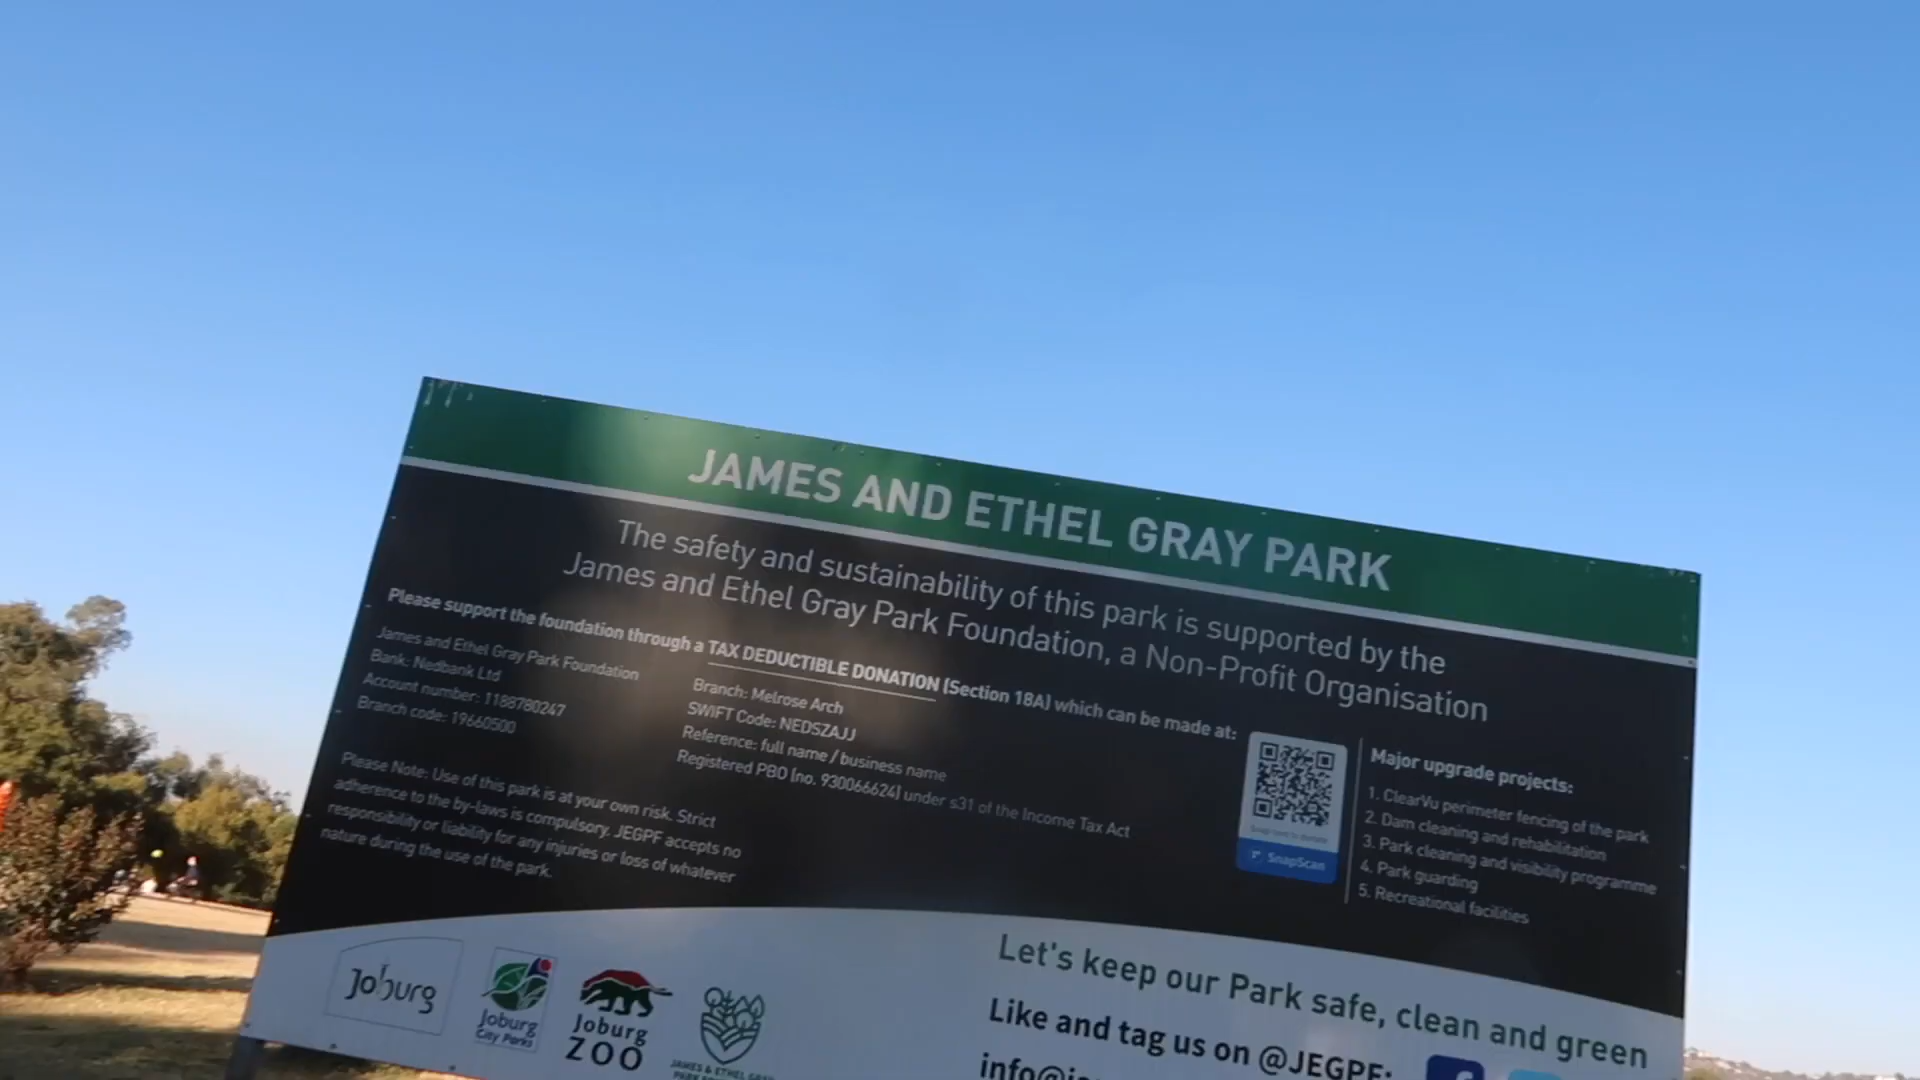 JAMES AND ETHEL GRAY PARK
The safety and sustainability of this park is supported by the
James and Ethel Gray Park Foundation, a Non-Profit Organisation
Please support the foundation through a TAX DEDUCTIBLE DONATION (Section 18A) which can be made at:
James and Ethel Gray Park Foundation
Bank: Nedbank Ltd
Account number: 1188780247
Branch code: 19660500
Branch: Melrose Arch
SWIFT Code: NEDSZAJJ
Reference: full name / business name
Registered PBO (no. 930066624) under s31 of the Income Tax Act
Please Note: Use of this park is at your own risk. Strict
adherence to the by-laws is compulsory. JEGPF accepts no
responsibility or liability for any injuries or loss of whatever
nature during the use of the park.
SnapScan
Major upgrade projects:
1. ClearVu perimeter fencing of the park
2. Dam cleaning and rehabilitation
3. Park cleaning and visibility programme
4. Park guarding
5. Recreational facilities
Joburg
Joburg
City Parks
Joburg
ZOO
JAMES & ETHEL GRAY
Let's keep our Park safe, clean and green
Like and tag us on @JEGPF: